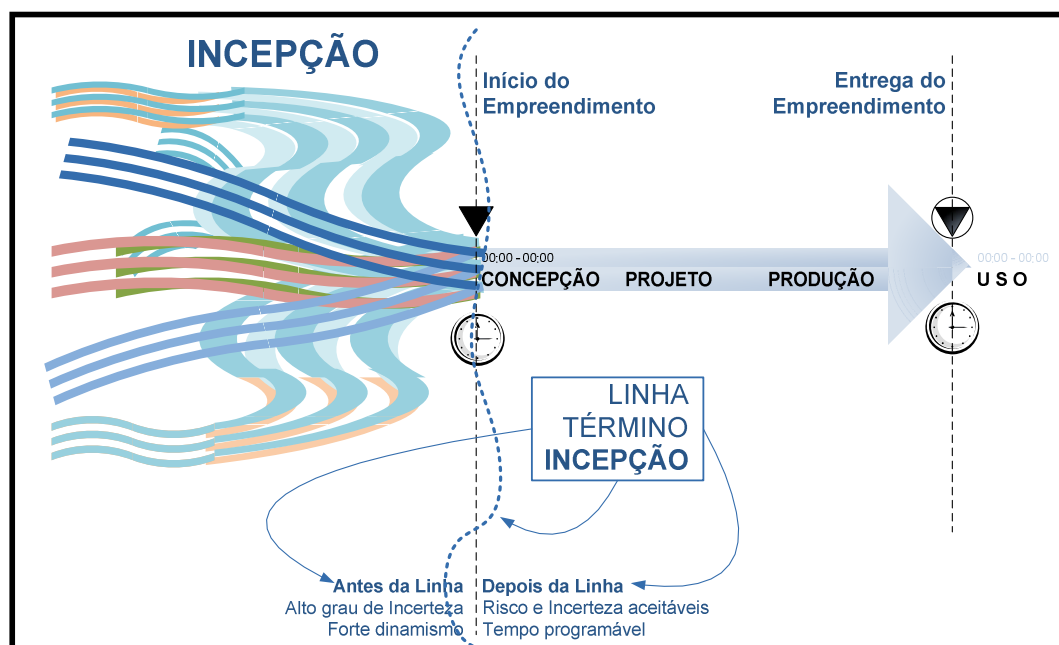 INCEPÇÃO
Início do
Empreendimento
Entrega do
Empreendimento
00:00 - 00:00
00:00 - 00:00
CONCEPÇÃO PROJETO PRODUÇÃO
USO
LINHA
TÉRMINO
INCEPÇÃO
Antes da Linha
Alto grau de Incerteza
Forte dinamismo
Depois da Linha
Risco e Incerteza aceitáveis
Tempo programável